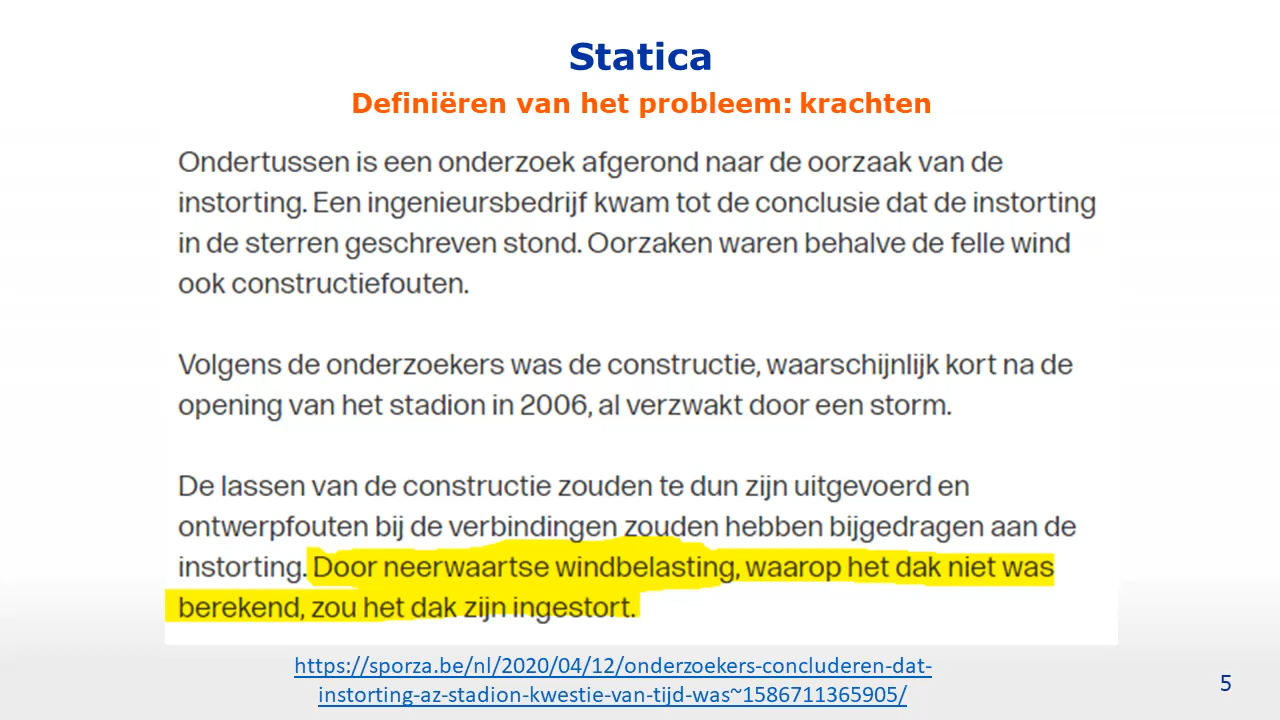 Statica
Definiëren van het probleem: krachten
Ondertussen is een onderzoek afgerond naar de oorzaak van de
instorting. Een ingenieursbedrijf kwam tot de conclusie dat de instorting
in de sterren geschreven stond. Oorzaken waren behalve de felle wind
ook constructiefouten.
Volgens de onderzoekers was de constructie, waarschijnlijk kort na de
opening van het stadion in 2006, al verzwakt door een storm.
De lassen van de constructie zouden te dun zijn uitgevoerd en
ontwerpfouten bij de verbindingen zouden hebben bijgedragen aan de
instorting. Door neerwaartse windbelasting, waarop het dak niet was
berekend, zou het dak zijn ingestort.
https://sporza.be/nl/2020/04/12/onderzoekers-concluderen-dat-
instorting-az-stadion-kwestie-van-tijd-was~1586711365905/
5